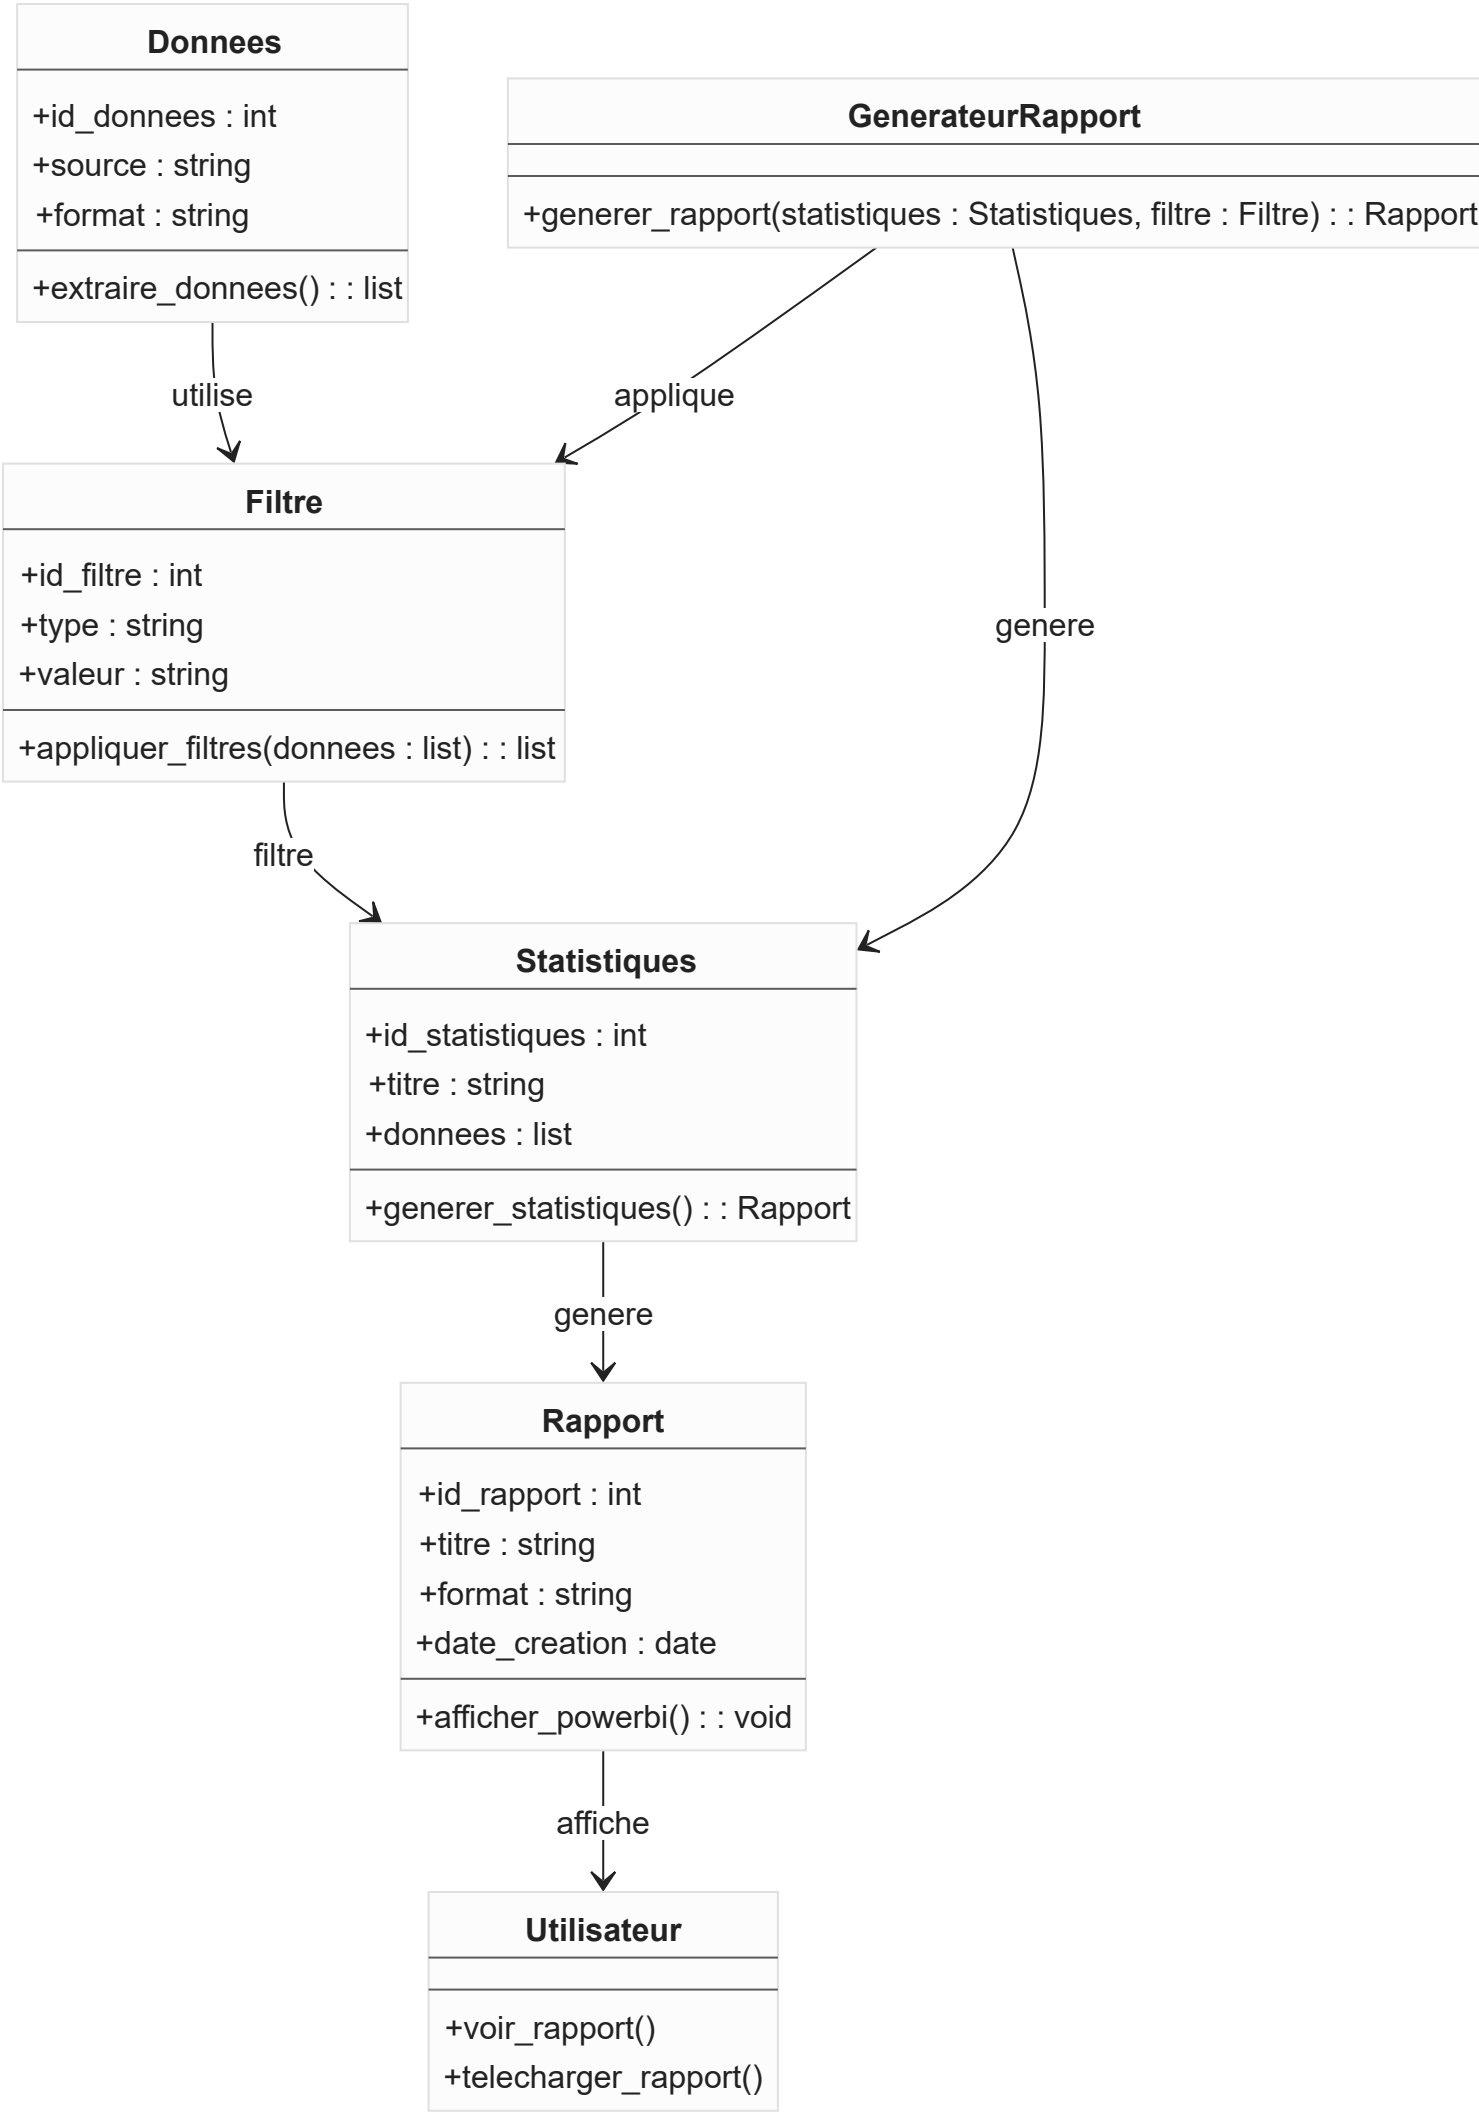 Donnees
+id_donnees : int
+source : string
+format : string
+extraire_donnees() : : list
GenerateurRapport
+generer_rapport(statistiques : Statistiques, filtre : Filtre) : : Rapport
utilise
applique
Filtre
+id_filtre : int
+type : string
+valeur : string
+appliquer_filtres(donnees : list) : : list
genere
filtre
Statistiques
+id_statistiques : int
+titre : string
+donnees : list
+generer_statistiques() : : Rapport
genere
Rapport
+id_rapport : int
+titre : string
+format : string
+date_creation : date
+afficher_powerbi() : : void
affiche
Utilisateur
+voir_rapport()
+telecharger_rapport()